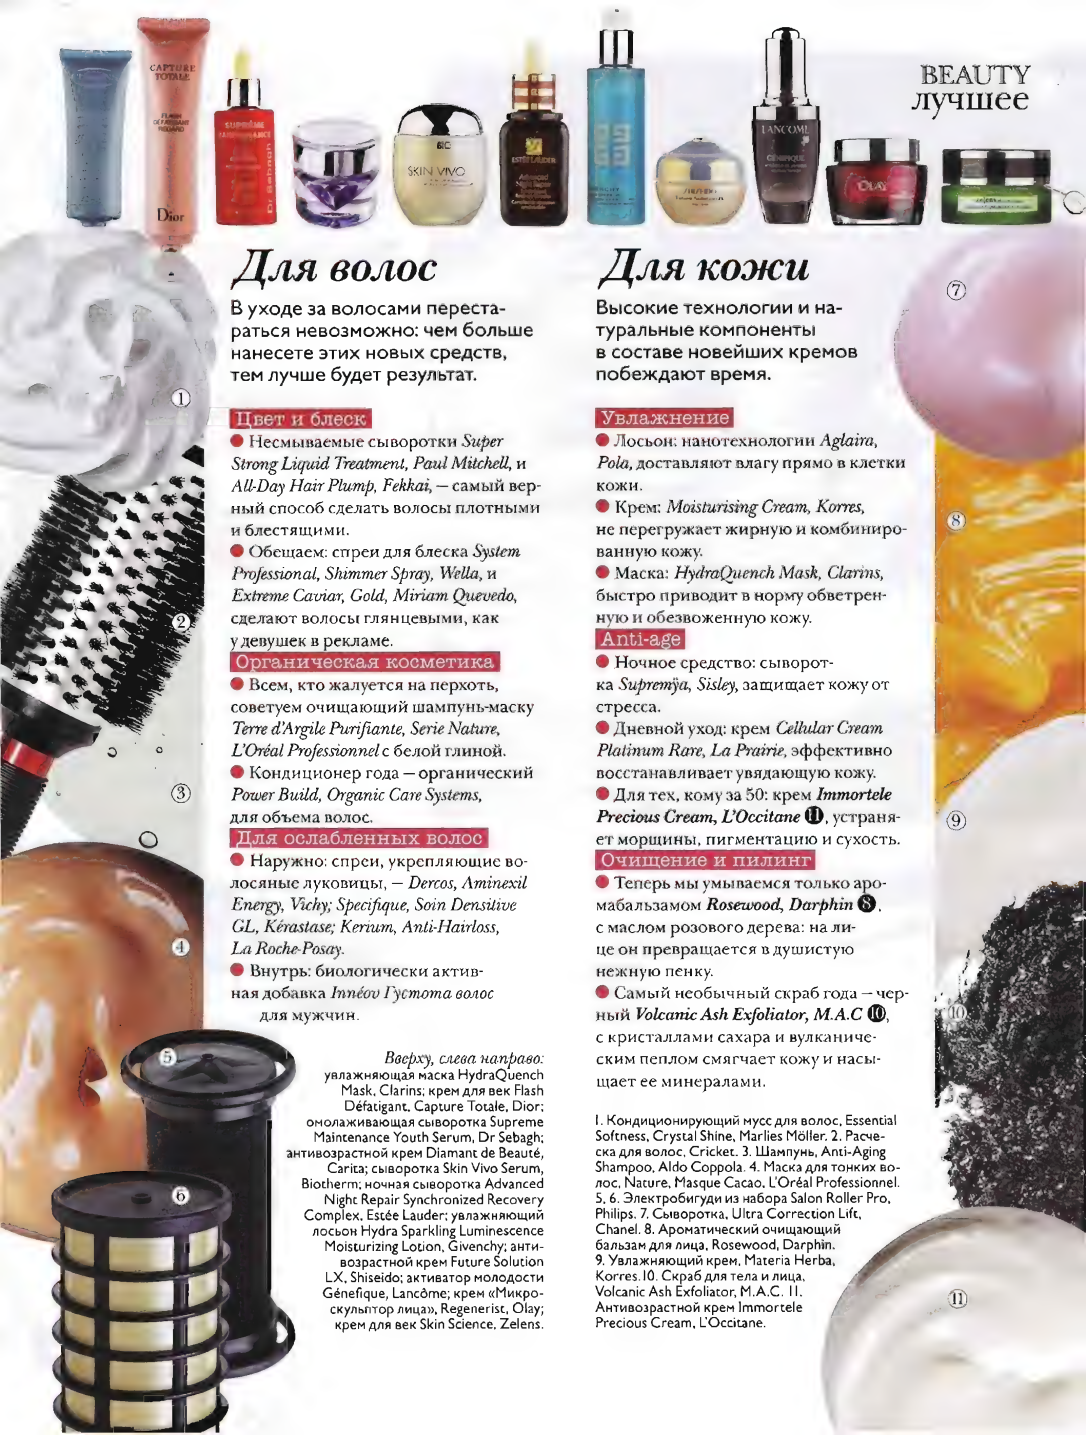 BEAUTY
лучшее
CAPTURE
TOTALE
FLASH
DÉFATIGANT
REGARD
Dior
SUPRÊME
Dr Sebagh
BIO
SKIN VIVO
ESTĒE LAUDER
Advanced
Night Repair
SHISEIDO
LANCÔME
GÉNIFIQUE
OLAY
zelens
Для волос
В уходе за волосами переста-
раться невозможно: чем больше
нанесете этих новых средств,
тем лучше будет результат.
Цвет и блеск
● Несмываемые сыворотки Super
Strong Liquid Treatment, Paul Mitchell, и
All-Day Hair Plump, Fekkai, — самый вер-
ный способ сделать волосы плотными
и блестящими.
● Обещаем: спреи для блеска System
Professional, Shimmer Spray, Wella, и
Extreme Caviar, Gold, Miriam Quevedo,
сделают волосы глянцевыми, как
у девушек в рекламе.
Органическая косметика
● Всем, кто жалуется на перхоть,
советуем очищающий шампунь-маску
Terre d'Argile Purifiante, Serie Nature,
L'Oréal Professionnel с белой глиной.
● Кондиционер года — органический
Power Build, Organic Care Systems,
для объема волос.
Для ослабленных волос
● Наружно: спреи, укрепляющие во-
лосяные луковицы, — Dercos, Aminexil
Energy, Vichy; Specifique, Soin Densitive
GL, Kérastase; Kerium, Anti-Hairloss,
La Roche-Posay.
● Внутрь: биологически актив-
ная добавка Innéov Густота волос
для мужчин.
Вверху, слева направо:
увлажняющая маска HydraQuench
Mask, Clarins; крем для век Flash
Défatigant, Capture Totale, Dior;
омолаживающая сыворотка Supreme
Maintenance Youth Serum, Dr Sebagh;
антивозрастной крем Diamant de Beauté,
Carita; сыворотка Skin Vivo Serum,
Biotherm; ночная сыворотка Advanced
Night Repair Synchronized Recovery
Complex, Estée Lauder; увлажняющий
лосьон Hydra Sparkling Luminescence
Moisturizing Lotion, Givenchy; анти-
возрастной крем Future Solution
LX, Shiseido; активатор молодости
Génefique, Lancôme; крем «Микро-
скульптор лица», Regenerist, Olay;
крем для век Skin Science, Zelens.
Для кожи
Высокие технологии и на-
туральные компоненты
в составе новейших кремов
побеждают время.
Увлажнение
● Лосьон: нанотехнологии Aglaira,
Pola, доставляют влагу прямо в клетки
кожи.
● Крем: Moisturising Cream, Korres,
не перегружает жирную и комбиниро-
ванную кожу.
● Маска: HydraQuench Mask, Clarins,
быстро приводит в норму обветрен-
ную и обезвоженную кожу.
Anti-age
● Ночное средство: сыворот-
ка Supremÿa, Sisley, защищает кожу от
стресса.
● Дневной уход: крем Cellular Cream
Platinum Rare, La Prairie, эффективно
восстанавливает увядающую кожу.
● Для тех, кому за 50: крем Immortele
Precious Cream, L'Occitane 11, устраня-
ет морщины, пигментацию и сухость.
Очищение и пилинг
● Теперь мы умываемся только аро-
мабальзамом Rosewood, Darphin 8,
с маслом розового дерева: на ли-
це он превращается в душистую
нежную пенку.
● Самый необычный скраб года — чер-
ный Volcanic Ash Exfoliator, M.A.C 10,
с кристаллами сахара и вулканиче-
ским пеплом смягчает кожу и насы-
щает ее минералами.
1. Кондиционирующий мусс для волос, Essential
Softness, Crystal Shine, Marlies Möller. 2. Расче-
ска для волос, Cricket. 3. Шампунь, Anti-Aging
Shampoo, Aldo Coppola. 4. Маска для тонких во-
лос, Nature, Masque Cacao, L'Oréal Professionnel.
5, 6. Электробигуди из набора Salon Roller Pro,
Philips. 7. Сыворотка, Ultra Correction Lift,
Chanel. 8. Ароматический очищающий
бальзам для лица, Rosewood, Darphin.
9. Увлажняющий крем, Materia Herba,
Korres.10. Скраб для тела и лица,
Volcanic Ash Exfoliator, M.A.C. 11.
Антивозрастной крем Immortele
Precious Cream, L'Occitane.
1
2
3
4
5
6
7
8
9
10
11